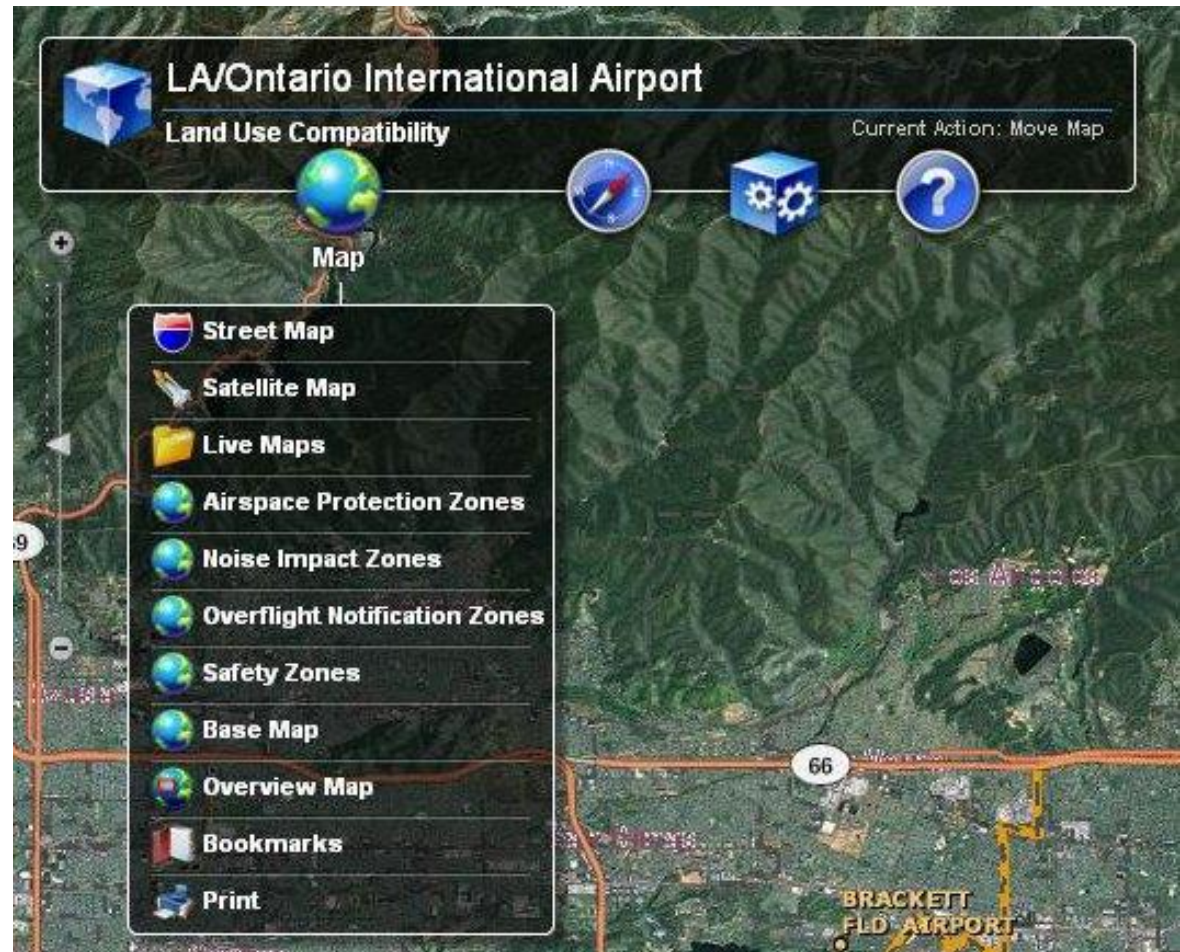 LA/Ontario International Airport
Land Use Compatibility
Current Action: Move Map
Map
Street Map
Satellite Map
Live Maps
Airspace Protection Zones
Noise Impact Zones
Overflight Notification Zones
Safety Zones
Base Map
Overview Map
Bookmarks
Print
66
BRACKETT
FLD AIRPORT